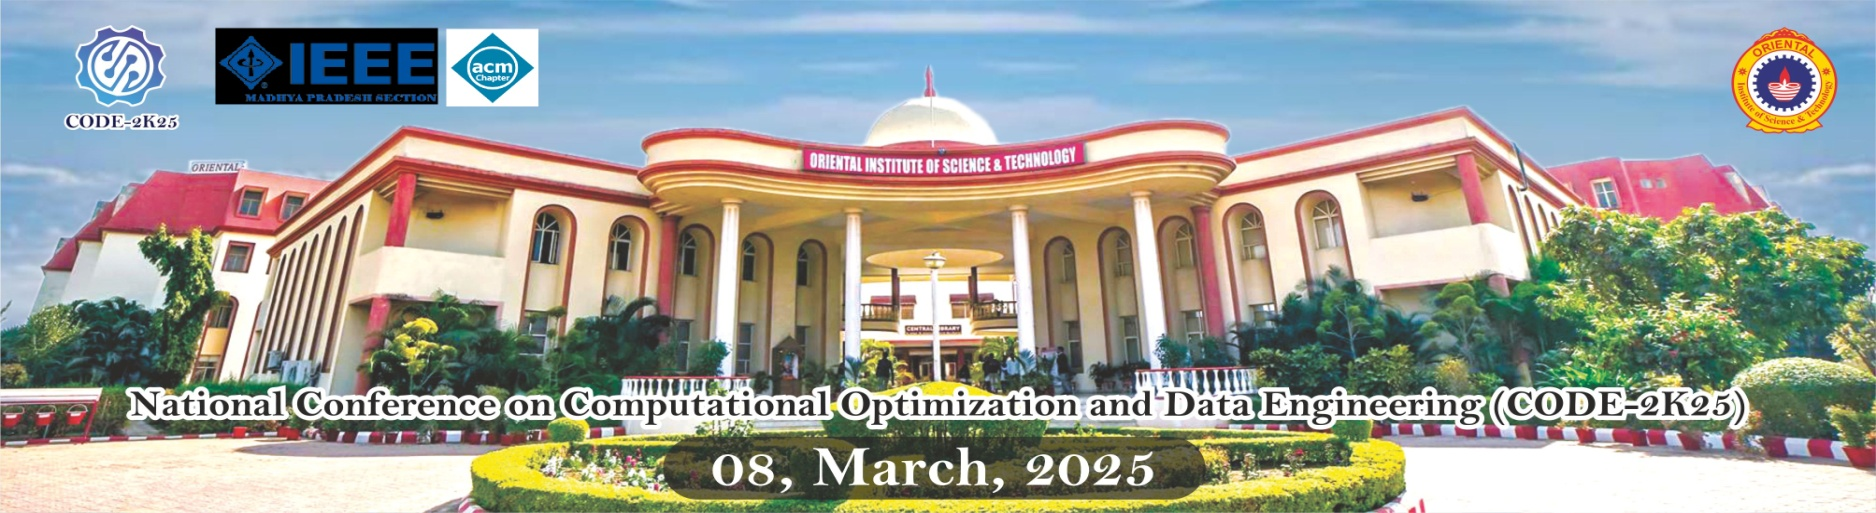 CODE-2K25
IEEE
MADHYA PRADESH SECTION
acm
Chapter
ORIENTAL
Institute of Science & Technology
ORIENTAL
ORIENTAL INSTITUTE OF SCIENCE & TECHNOLOGY
CENTRAL LIBRARY
National Conference on Computational Optimization and Data Engineering (CODE-2K25)
08, March, 2025